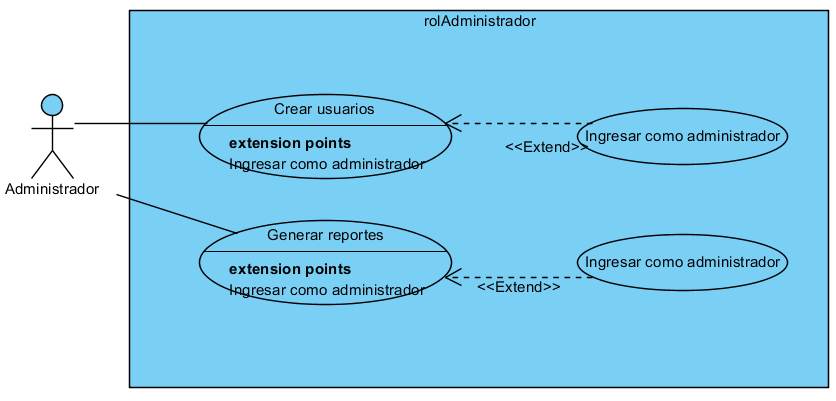 rolAdministrador
Crear usuarios
extension points
Ingresar como administrador
<<Extend>>
Ingresar como administrador
Administrador
Generar reportes
extension points
Ingresar como administrador
<<Extend>>
Ingresar como administrador